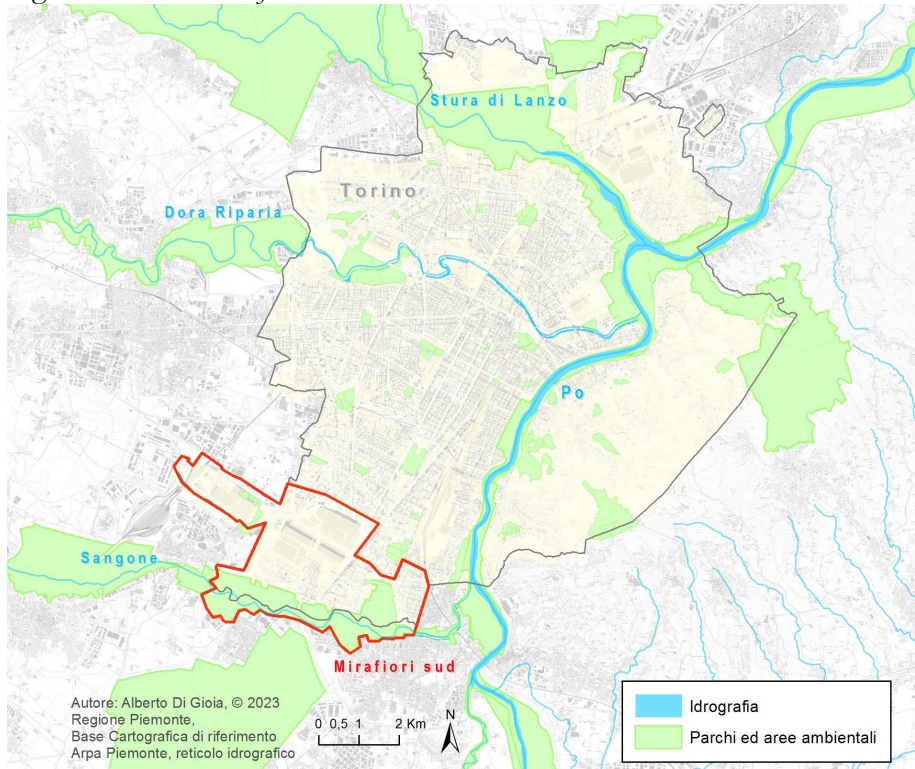 Stura di Lanzo
Torino
Dora Riparia
Po
Sangone
Mirafiori sud
Autore: Alberto Di Gioia, © 2023
Regione Piemonte,
Base Cartografica di riferimento
Arpa Piemonte, reticolo idrografico
0 0,5 1 2 Km
N
Idrografia
Parchi ed aree ambientali